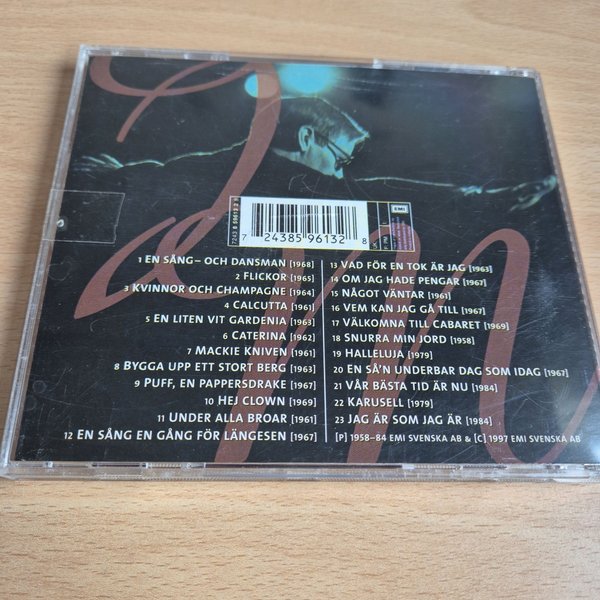 EMI
7243 8 59613 2 8
7 24385 96132 8
1 EN SÅNG – OCH DANSMAN [1968]
2 FLICKOR [1965]
3 KVINNOR OCH CHAMPAGNE [1964]
4 CALCUTTA [1961]
5 EN LITEN VIT GARDENIA [1963]
6 CATERINA [1962]
7 MACKIE KNIVEN [1961]
8 BYGGA UPP ETT STORT BERG [1963]
9 PUFF, EN PAPPERSDRAKE [1967]
10 HEJ CLOWN [1969]
11 UNDER ALLA BROAR [1961]
12 EN SÅNG EN GÅNG FÖR LÄNGESEN [1967]
13 VAD FÖR EN TOK ÄR JAG [1963]
14 OM JAG HADE PENGAR [1967]
15 NÅGOT VÄNTAR [1961]
16 VEM KAN JAG GÅ TILL [1967]
17 VÄLKOMNA TILL CABARET [1969]
18 SNURRA MIN JORD [1958]
19 HALLELUJA [1979]
20 EN SÅ'N UNDERBAR DAG SOM IDAG [1967]
21 VÅR BÄSTA TID ÄR NU [1984]
22 KARUSELL [1979]
23 JAG ÄR SOM JAG ÄR [1984]
[P] 1958–84 EMI SVENSKA AB & [C] 1997 EMI SVENSKA AB